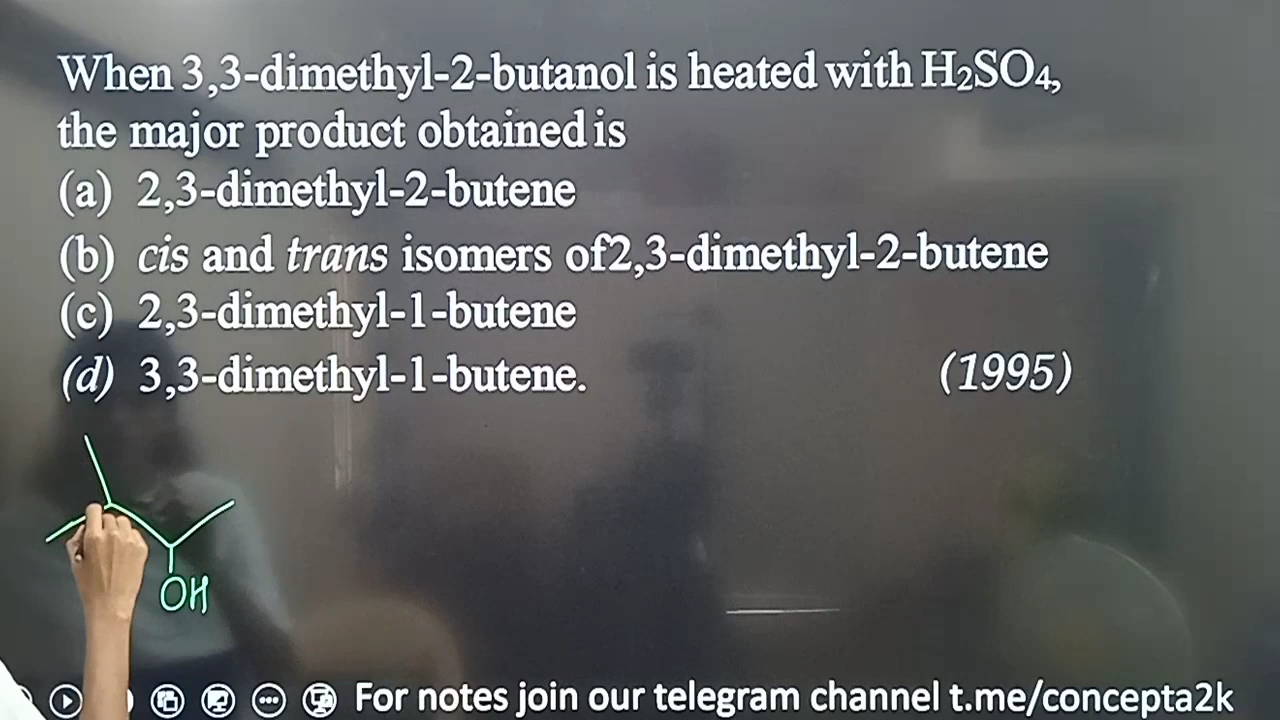 When 3,3-dimethyl-2-butanol is heated with H₂SO₄,
the major product obtained is
(a) 2,3-dimethyl-2-butene
(b) cis and trans isomers of2,3-dimethyl-2-butene
(c) 2,3-dimethyl-1-butene
(d) 3,3-dimethyl-1-butene. (1995)
OH
For notes join our telegram channel t.me/concepta2k